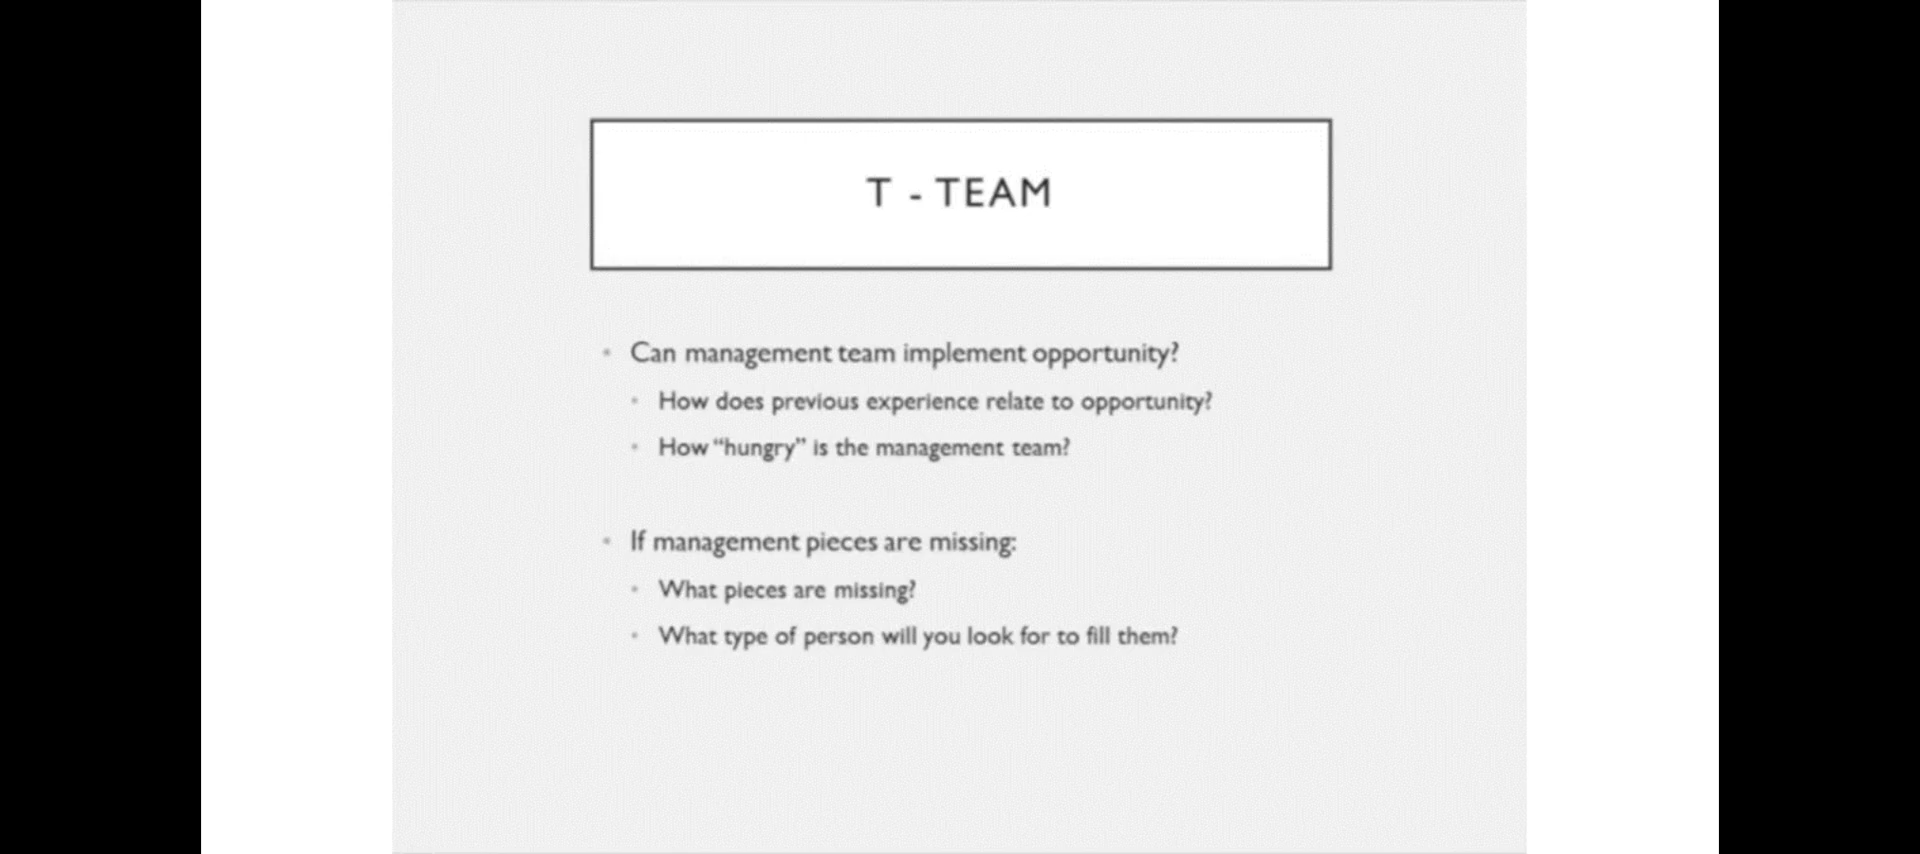 T - TEAM
Can management team implement opportunity?
How does previous experience relate to opportunity?
How “hungry” is the management team?
If management pieces are missing:
What pieces are missing?
What type of person will you look for to fill them?